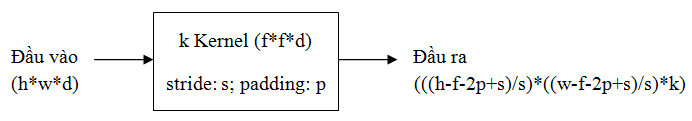 Đầu vào
(h*w*d)
k Kernel (f*f*d)
stride: s; padding: p
Đầu ra
(((h-f-2p+s)/s)*((w-f-2p+s)/s)*k)